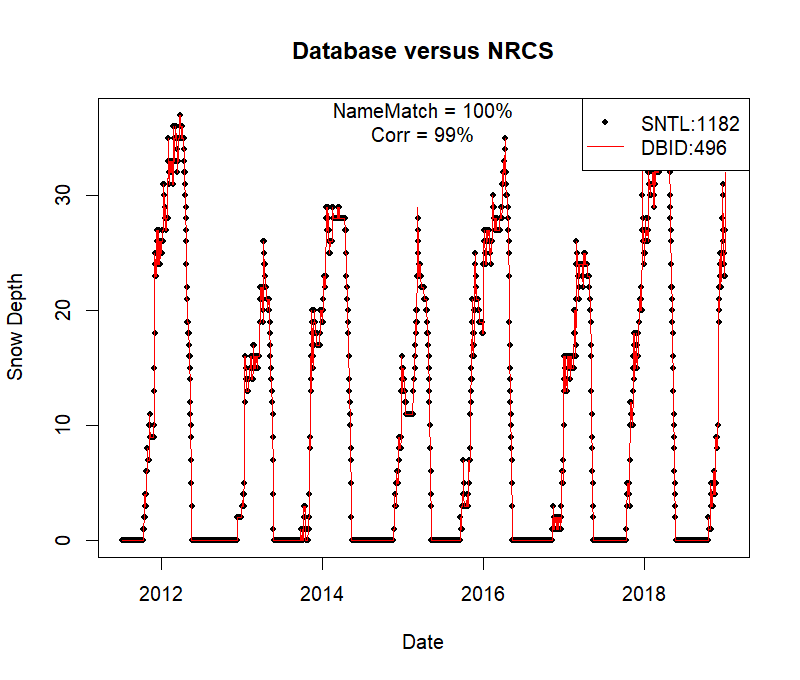 Database versus NRCS
NameMatch = 100%
Corr = 99%
SNTL:1182
DBID:496
30
20
10
0
Snow Depth
2012 2014 2016 2018
Date